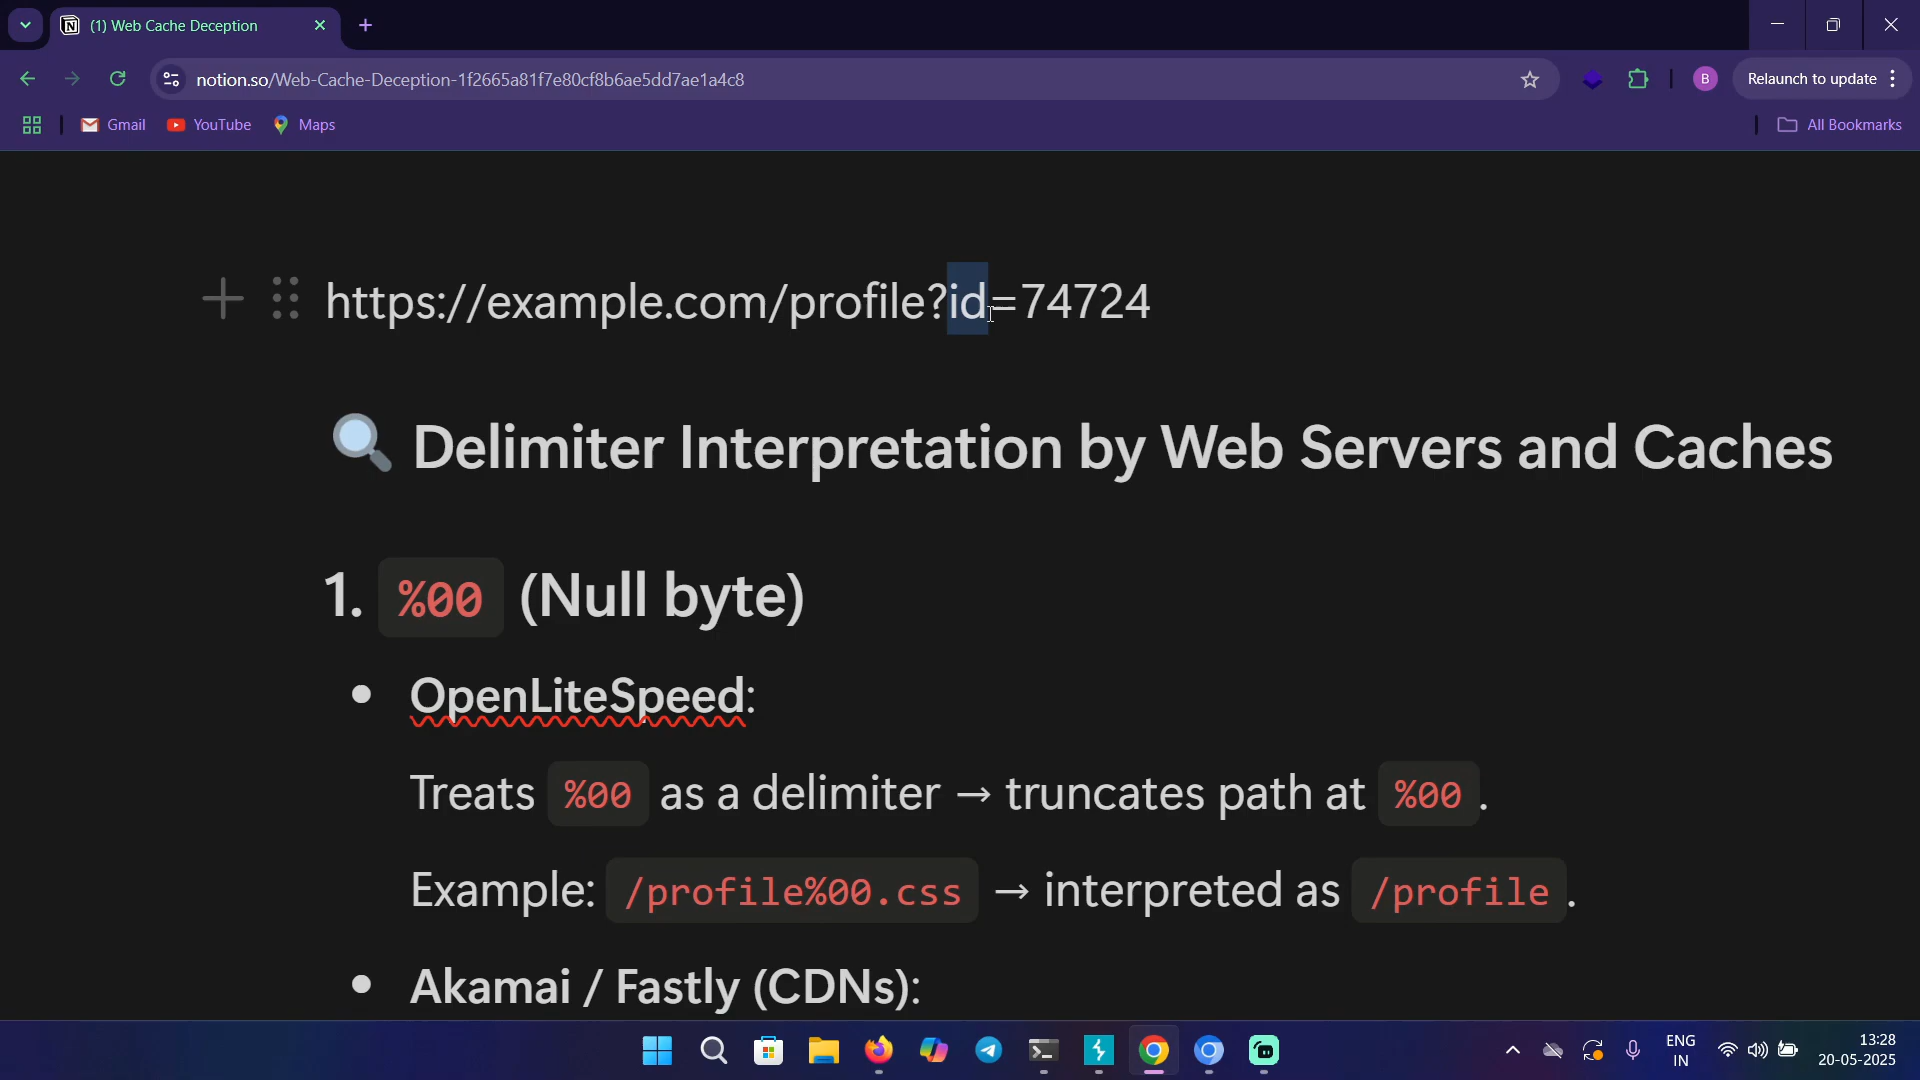 (1) Web Cache Deception
notion.so/Web-Cache-Deception-1f2665a81f7e80cf8b6ae5dd7ae1a4c8
B
Relaunch to update
Gmail
YouTube
Maps
All Bookmarks
https://example.com/profile?id=74724
🔍 Delimiter Interpretation by Web Servers and Caches
1. %00 (Null byte)
• OpenLiteSpeed:
Treats %00 as a delimiter → truncates path at %00 .
Example: /profile%00.css → interpreted as /profile .
• Akamai / Fastly (CDNs):
ENG
IN
13:28
20-05-2025